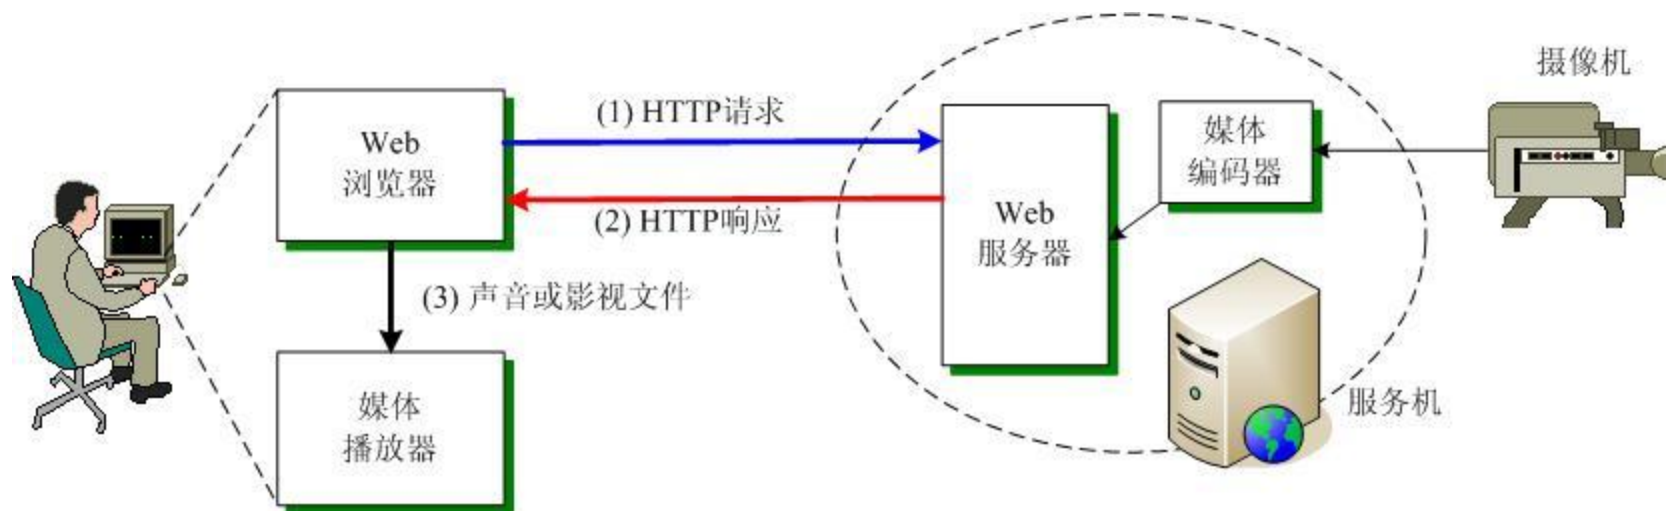 摄像机
(1) HTTP请求
Web
浏览器
媒体
编码器
(2) HTTP响应
Web
服务器
(3) 声音或影视文件
媒体
播放器
服务机